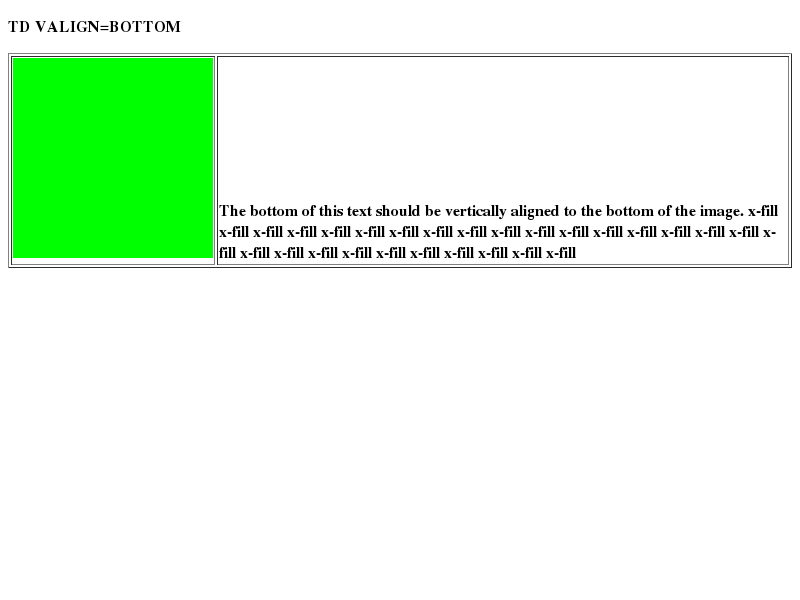 TD VALIGN=BOTTOM
The bottom of this text should be vertically aligned to the bottom of the image. x-fill
x-fill x-fill x-fill x-fill x-fill x-fill x-fill x-fill x-fill x-fill x-fill x-fill x-fill x-fill x-fill x-
fill x-fill x-fill x-fill x-fill x-fill x-fill x-fill x-fill x-fill x-fill